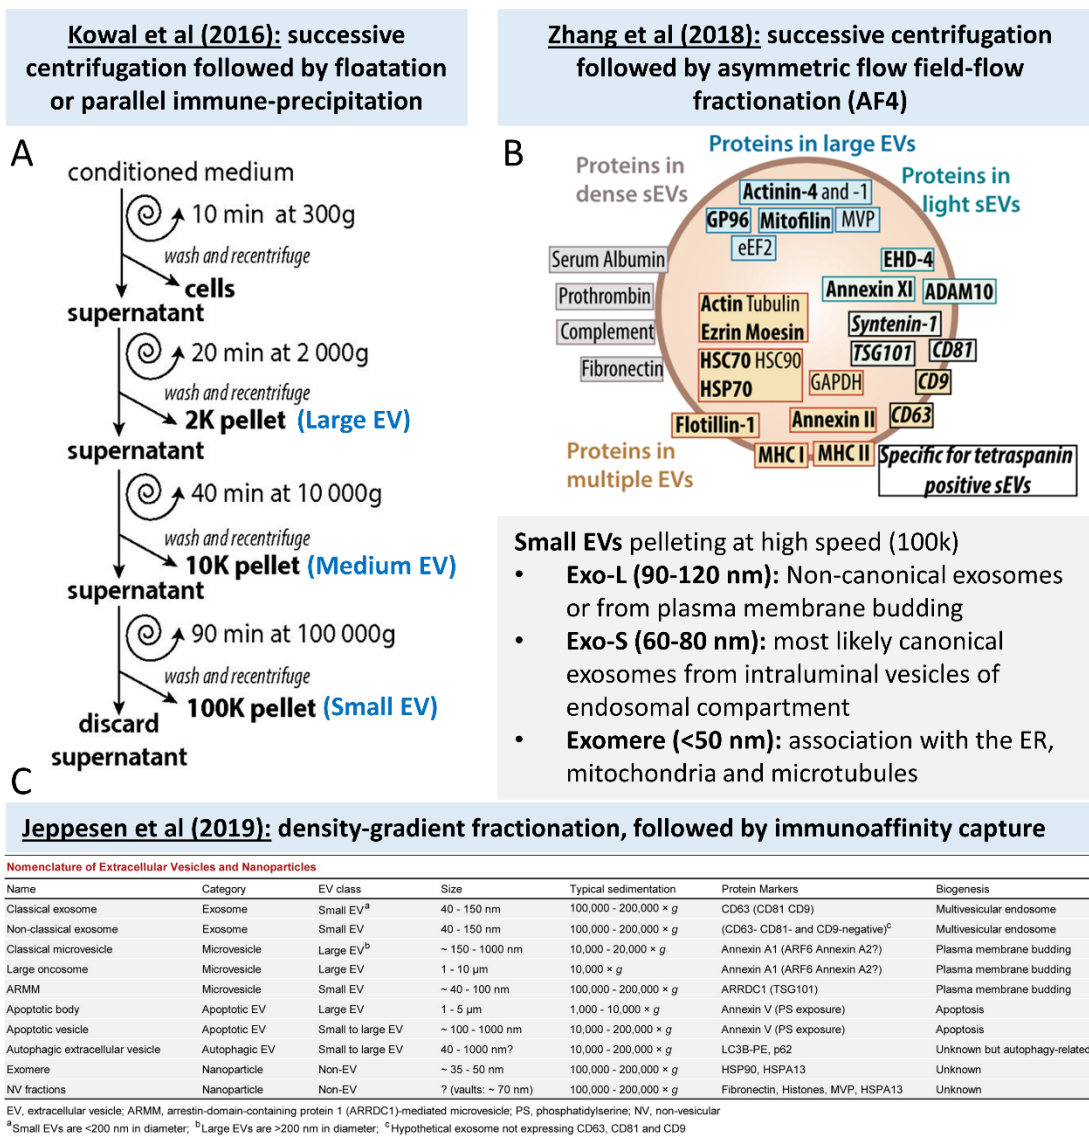 Kowal et al (2016): successive
centrifugation followed by floatation
or parallel immune-precipitation
Zhang et al (2018): successive centrifugation
followed by asymmetric flow field-flow
fractionation (AF4)
A
conditioned medium
10 min at 300g
wash and recentrifuge
cells
supernatant
20 min at 2 000g
wash and recentrifuge
2K pellet (Large EV)
supernatant
40 min at 10 000g
wash and recentrifuge
10K pellet (Medium EV)
supernatant
90 min at 100 000g
wash and recentrifuge
100K pellet (Small EV)
discard
supernatant
B
Proteins in large EVs
Proteins in
dense sEVs
Proteins in
light sEVs
Actinin-4 and -1
GP96 Mitofilin MVP
eEF2
Serum Albumin
Prothrombin
Complement
Fibronectin
EHD-4
Annexin XI ADAM10
Actin Tubulin
Ezrin Moesin
Syntenin-1
TSG101 CD81
HSC70 HSC90
HSP70
GAPDH
CD9
Flotillin-1
Annexin II
CD63
MHC I MHC II
Proteins in
multiple EVs
Specific for tetraspanin
positive sEVs
Small EVs pelleting at high speed (100k)
• Exo-L (90-120 nm): Non-canonical exosomes
or from plasma membrane budding
• Exo-S (60-80 nm): most likely canonical
exosomes from intraluminal vesicles of
endosomal compartment
• Exomere (<50 nm): association with the ER,
mitochondria and microtubules
C
Jeppesen et al (2019): density-gradient fractionation, followed by immunoaffinity capture
Nomenclature of Extracellular Vesicles and Nanoparticles
Name Category EV class Size Typical sedimentation Protein Markers Biogenesis
Classical exosome Exosome Small EVa 40 - 150 nm 100,000 - 200,000 × g CD63 (CD81 CD9) Multivesicular endosome
Non-classical exosome Exosome Small EV 40 - 150 nm 100,000 - 200,000 × g (CD63- CD81- and CD9-negative)c Multivesicular endosome
Classical microvesicle Microvesicle Large EVb ~ 150 - 1000 nm 10,000 - 20,000 × g Annexin A1 (ARF6 Annexin A2?) Plasma membrane budding
Large oncosome Microvesicle Large EV 1 - 10 µm 10,000 × g Annexin A1 (ARF6 Annexin A2?) Plasma membrane budding
ARMM Microvesicle Small EV ~ 40 - 100 nm 100,000 - 200,000 × g ARRDC1 (TSG101) Plasma membrane budding
Apoptotic body Apoptotic EV Large EV 1 - 5 µm 1,000 - 10,000 × g Annexin V (PS exposure) Apoptosis
Apoptotic vesicle Apoptotic EV Small to large EV ~ 100 - 1000 nm 10,000 - 200,000 × g Annexin V (PS exposure) Apoptosis
Autophagic extracellular vesicle Autophagic EV Small to large EV 40 - 1000 nm? 10,000 - 200,000 × g LC3B-PE, p62 Unknown but autophagy-related
Exomere Nanoparticle Non-EV ~ 35 - 50 nm 100,000 - 200,000 × g HSP90, HSPA13 Unknown
NV fractions Nanoparticle Non-EV ? (vaults: ~ 70 nm) 100,000 - 200,000 × g Fibronectin, Histones, MVP, HSPA13 Unknown
EV, extracellular vesicle; ARMM, arrestin-domain-containing protein 1 (ARRDC1)-mediated microvesicle; PS, phosphatidylserine; NV, non-vesicular
aSmall EVs are <200 nm in diameter; bLarge EVs are >200 nm in diameter; cHypothetical exosome not expressing CD63, CD81 and CD9